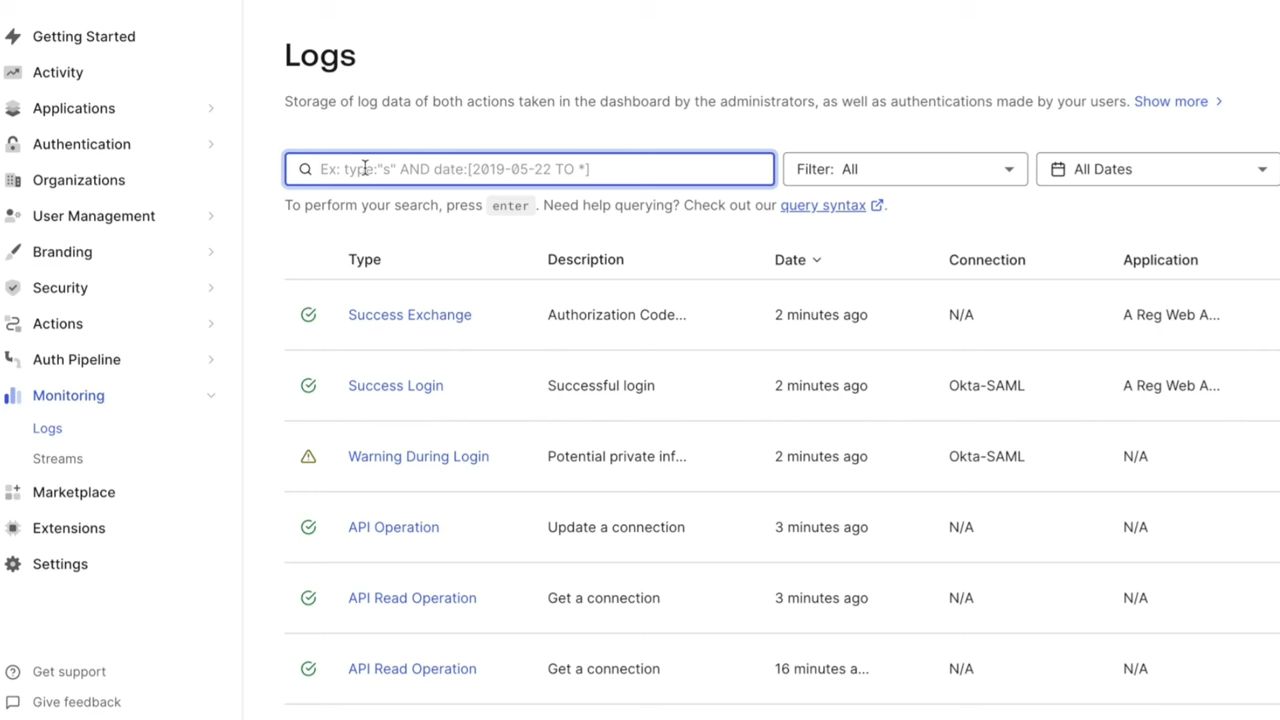 Getting Started
Activity
Applications
Authentication
Organizations
User Management
Branding
Security
Actions
Auth Pipeline
Monitoring
Logs
Streams
Marketplace
Extensions
Settings
Get support
Give feedback
Logs
Storage of log data of both actions taken in the dashboard by the administrators, as well as authentications made by your users. Show more
Ex: type:"s" AND date:[2019-05-22 TO *]
Filter: All
All Dates
To perform your search, press enter. Need help querying? Check out our query syntax.
Type Description Date Connection Application
Success Exchange Authorization Code... 2 minutes ago N/A A Reg Web A...
Success Login Successful login 2 minutes ago Okta-SAML A Reg Web A...
Warning During Login Potential private inf... 2 minutes ago Okta-SAML N/A
API Operation Update a connection 3 minutes ago N/A N/A
API Read Operation Get a connection 3 minutes ago N/A N/A
API Read Operation Get a connection 16 minutes a... N/A N/A